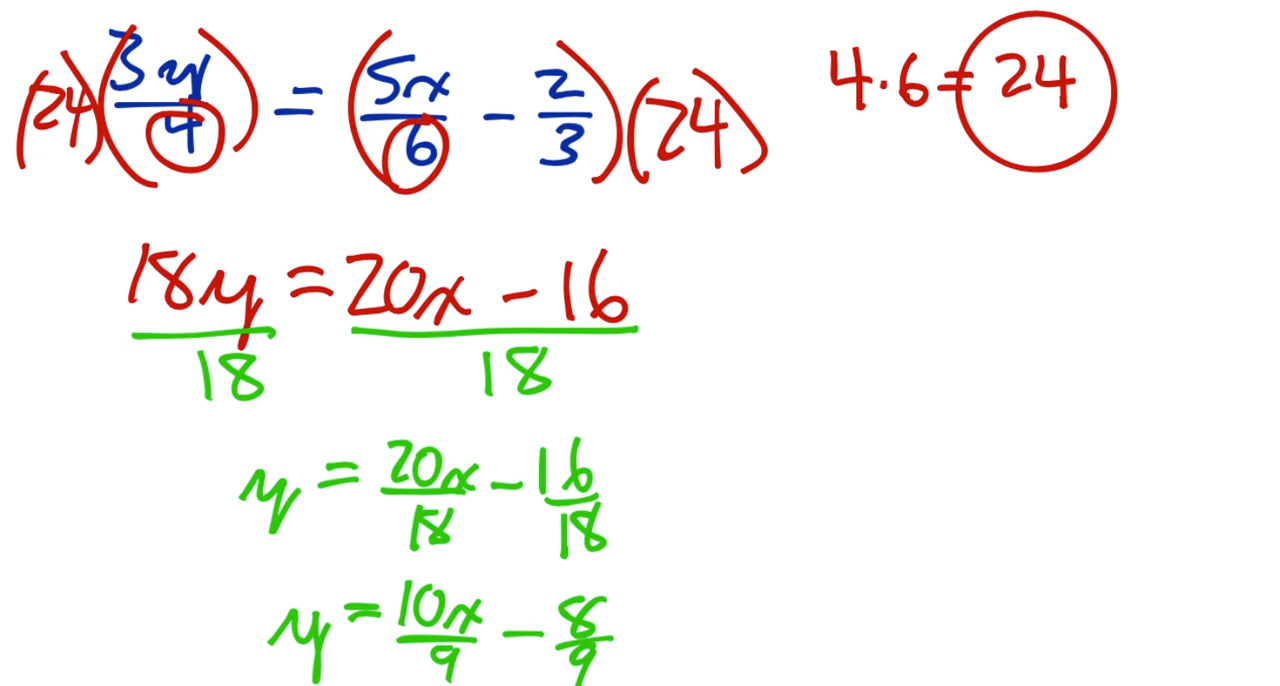 (24)(3y/4) = (5x/6 - 2/3)(24)
4·6=24
18y = 20x - 16
18 18
y = 20x/18 - 16/18
y = 10x/9 - 8/9